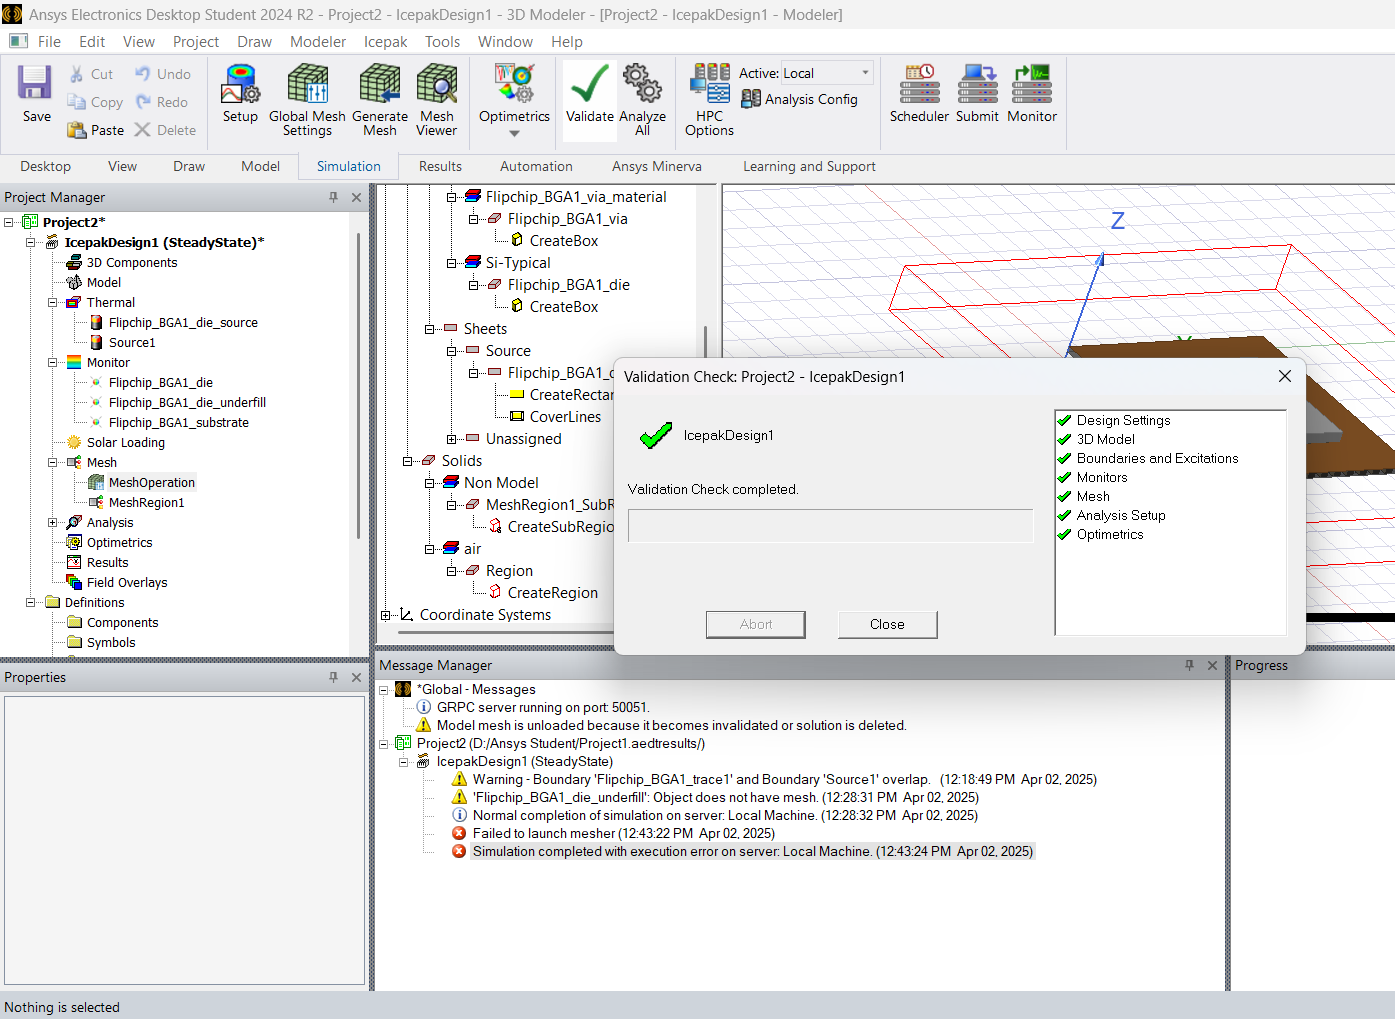 Ansys Electronics Desktop Student 2024 R2 - Project2 - IcepakDesign1 - 3D Modeler - [Project2 - IcepakDesign1 - Modeler]
File Edit View Project Draw Modeler Icepak Tools Window Help
Save
Cut
Copy
Paste
Undo
Redo
Delete
Setup
Global Mesh Settings
Generate Mesh
Mesh Viewer
Optimetrics
Validate
Analyze All
HPC Options
Active: Local
Analysis Config
Scheduler
Submit
Monitor
Desktop View Draw Model Simulation Results Automation Ansys Minerva Learning and Support
Project Manager
Project2*
IcepakDesign1 (SteadyState)*
3D Components
Model
Thermal
Flipchip_BGA1_die_source
Source1
Monitor
Flipchip_BGA1_die
Flipchip_BGA1_die_underfill
Flipchip_BGA1_substrate
Solar Loading
Mesh
MeshOperation
MeshRegion1
Analysis
Optimetrics
Results
Field Overlays
Definitions
Components
Symbols
Flipchip_BGA1_via_material
Flipchip_BGA1_via
CreateBox
Si-Typical
Flipchip_BGA1_die
CreateBox
Sheets
Source
Flipchip_BGA1_
CreateRectan
CoverLines
Unassigned
Solids
Non Model
MeshRegion1_SubR
CreateSubRegio
air
Region
CreateRegion
Coordinate Systems
Z
Validation Check: Project2 - IcepakDesign1
IcepakDesign1
Validation Check completed.
Abort
Close
Design Settings
3D Model
Boundaries and Excitations
Monitors
Mesh
Analysis Setup
Optimetrics
Properties
Message Manager
*Global - Messages
GRPC server running on port: 50051.
Model mesh is unloaded because it becomes invalidated or solution is deleted.
Project2 (D:/Ansys Student/Project1.aedtresults/)
IcepakDesign1 (SteadyState)
Warning - Boundary 'Flipchip_BGA1_trace1' and Boundary 'Source1' overlap. (12:18:49 PM Apr 02, 2025)
'Flipchip_BGA1_die_underfill': Object does not have mesh. (12:28:31 PM Apr 02, 2025)
Normal completion of simulation on server: Local Machine. (12:28:32 PM Apr 02, 2025)
Failed to launch mesher (12:43:22 PM Apr 02, 2025)
Simulation completed with execution error on server: Local Machine. (12:43:24 PM Apr 02, 2025)
Progress
Nothing is selected